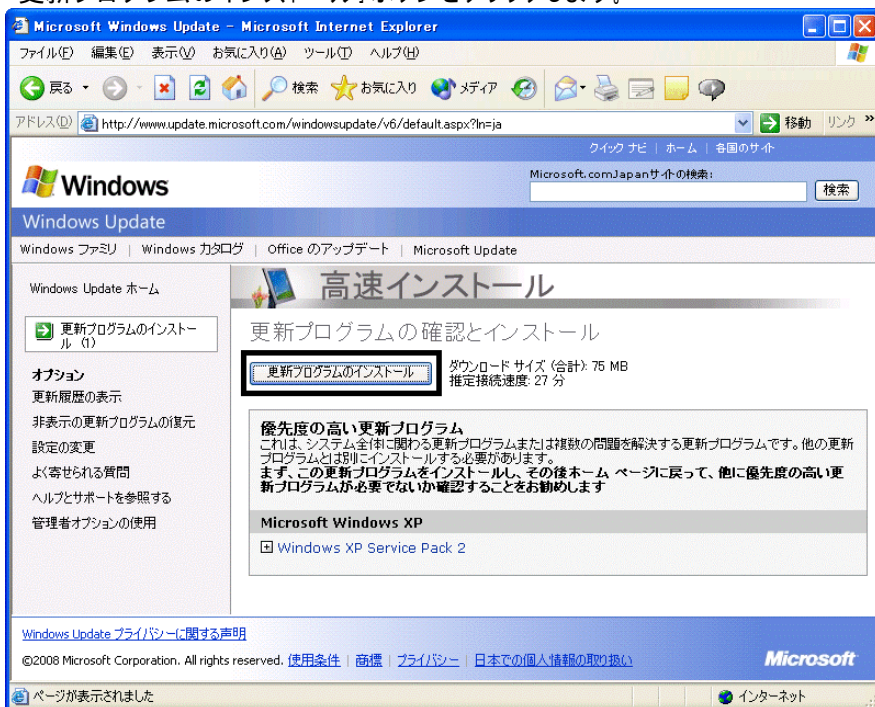 Microsoft Windows Update - Microsoft Internet Explorer
ファイル(F) 編集(E) 表示(V) お気に入り(A) ツール(T) ヘルプ(H)
戻る 検索 お気に入り メディア
アドレス(D) http://www.update.microsoft.com/windowsupdate/v6/default.aspx?ln=ja 移動 リンク »
クイック ナビ | ホーム | 各国のサイト
Windows
Microsoft.comJapanサイトの検索:
検索
Windows Update
Windows ファミリ | Windows カタログ | Office のアップデート | Microsoft Update
Windows Update ホーム
更新プログラムのインストー
ル (1)
オプション
更新履歴の表示
非表示の更新プログラムの復元
設定の変更
よく寄せられる質問
ヘルプとサポートを参照する
管理者オプションの使用
高速インストール
更新プログラムの確認とインストール
更新プログラムのインストール
ダウンロード サイズ (合計): 75 MB
推定接続速度: 27 分
優先度の高い更新プログラム
これは、システム全体に関わる更新プログラムまたは複数の問題を解決する更新プログラムです。他の更新
プログラムとは別にインストールする必要があります。
まず、この更新プログラムをインストールし、その後ホーム ページに戻って、他に優先度の高い更
新プログラムが必要でないか確認することをお勧めします
Microsoft Windows XP
Windows XP Service Pack 2
Windows Update プライバシーに関する声明
©2008 Microsoft Corporation. All rights reserved. 使用条件 | 商標 | プライバシー | 日本での個人情報の取り扱い
Microsoft
ページが表示されました
インターネット